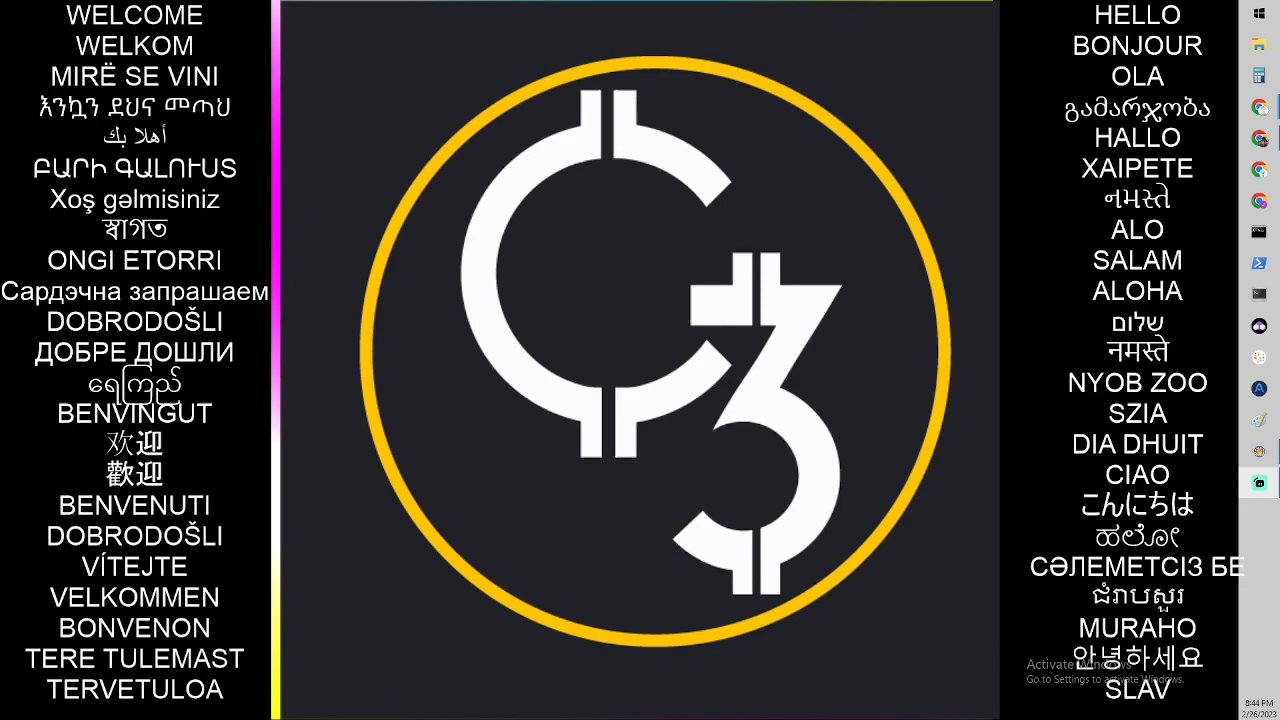 WELCOME
WELKOM
MIRË SE VINI
እንኳን ደህና መጣህ
أهلا بك
ԲԱՐԻ ԳԱԼՈՒՍՏ
Xoş gəlmisiniz
স্বাগত
ONGI ETORRI
Сардэчна запрашаем
DOBRODOŠLI
ДОБРЕ ДОШЛИ
ရေကြည်
BENVINGUT
欢迎
歡迎
BENVENUTI
DOBRODOŠLI
VÍTEJTE
VELKOMMEN
BONVENON
TERE TULEMAST
TERVETULOA
C3
HELLO
BONJOUR
OLA
გამარჯობა
HALLO
ΧΑΙΡΕΤΕ
નમસ્તે
ALO
SALAM
ALOHA
שלום
नमस्ते
NYOB ZOO
SZIA
DIA DHUIT
CIAO
こんにちは
ಹಲೋ
СӘЛЕМЕТСІЗ БЕ
ជំរាបសួរ
MURAHO
안녕하세요
SLAV
Activate Windows
Go to Settings to activate Windows.
8:44 PM
2/26/2023